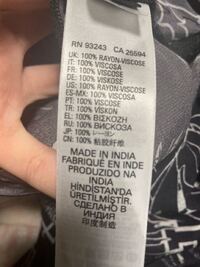 RN 93243 CA 26594
UK: 100% RAYON-VISCOSE
IT: 100% VISCOSA
FR: 100% VISCOSE
DE: 100% VISKOSE
US: 100% RAYON-VISCOSE
ES-MX: 100% VISCOSA
PT: 100% VISCOSE
TR: 100% VİSKON
EL: 100% ΒΙΣΚΟΖΗ
RU: 100% ВИСКОЗА
JP: 100% レーヨン
CN: 100% 粘胶纤维
MADE IN INDIA
FABRIQUÉ EN INDE
PRODUZIDO NA
INDIA
HİNDİSTAN'DA
ÜRETİLMİŞTİR.
СДЕЛАНО В
ИНДИЯ
印度制造